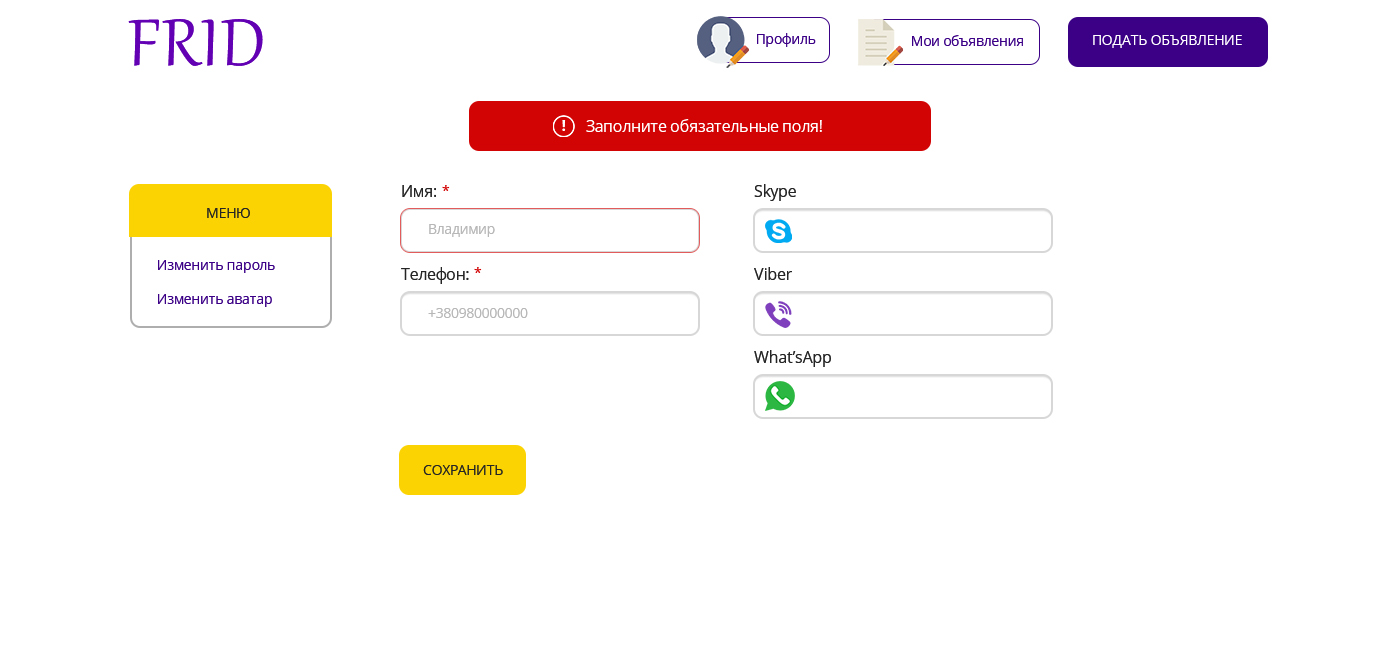 FRID
Профиль
Мои объявления
ПОДАТЬ ОБЪЯВЛЕНИЕ
Заполните обязательные поля!
МЕНЮ
Изменить пароль
Изменить аватар
Имя: *
Владимир
Телефон: *
+380980000000
Skype
Viber
What’sApp
СОХРАНИТЬ